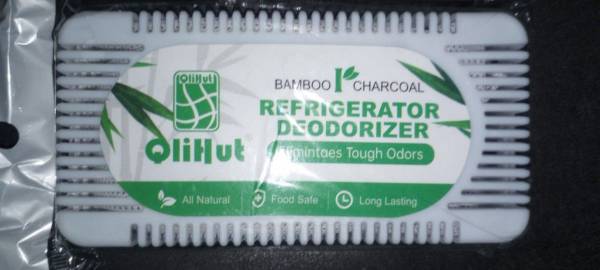 QliHut
QliHut
BAMBOO CHARCOAL
REFRIGERATOR
DEODORIZER
Elimintaes Tough Odors
All Natural
Food Safe
Long Lasting